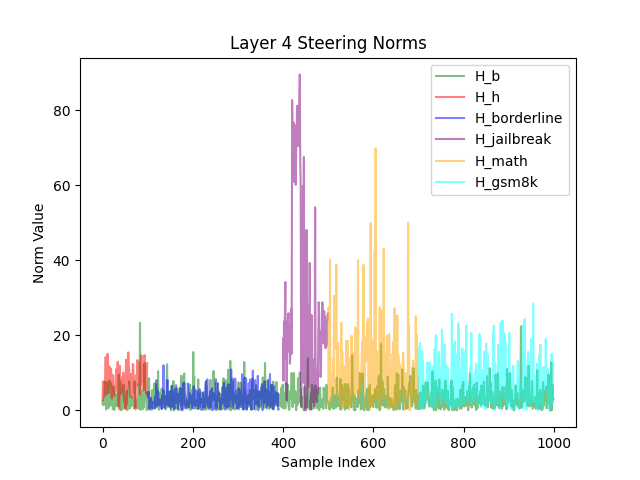 Layer 4 Steering Norms
H_b
H_h
H_borderline
H_jailbreak
H_math
H_gsm8k
Norm Value
80
60
40
20
0
0 200 400 600 800 1000
Sample Index